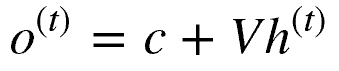 o^{(t)} = c + Vh^{(t)}